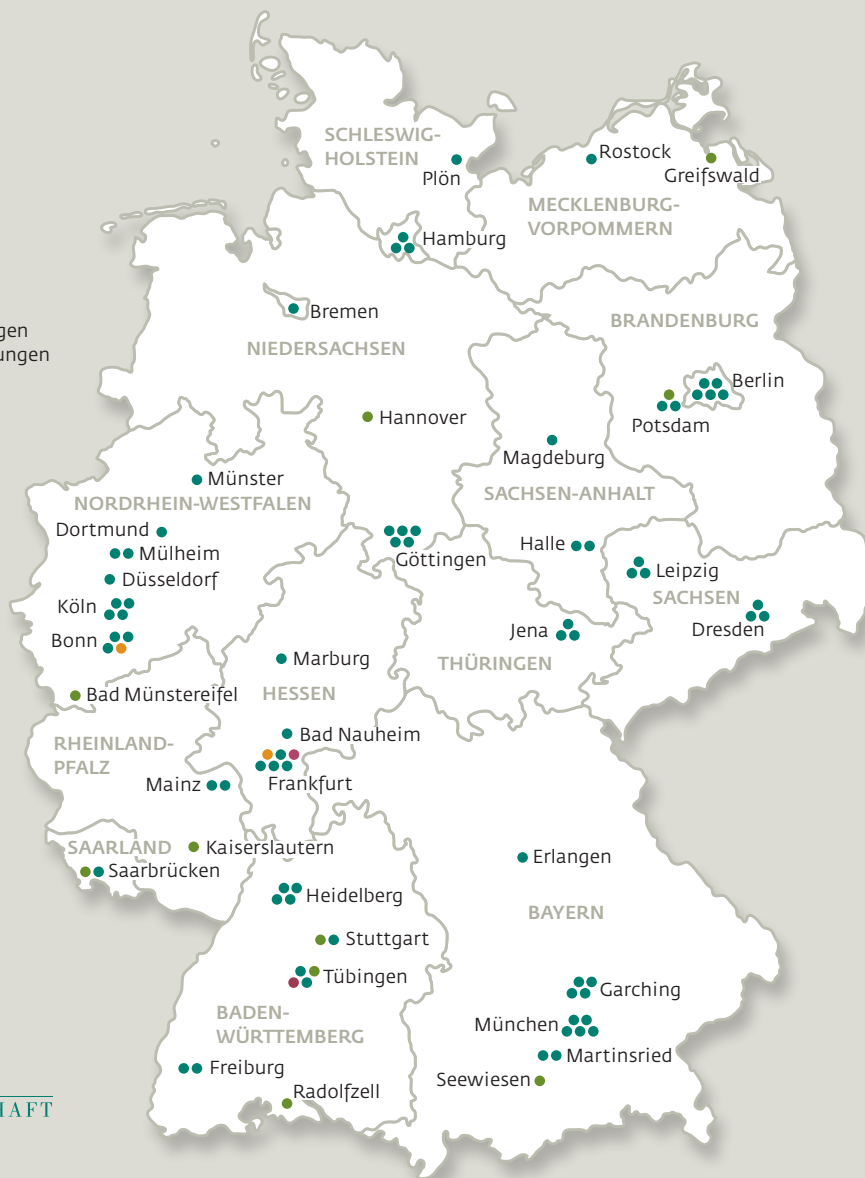 SCHLESWIG-
HOLSTEIN
Plön
Rostock
Greifswald
MECKLENBURG-
VORPOMMERN
Hamburg
Bremen
NIEDERSACHSEN
BRANDENBURG
Berlin
Potsdam
Hannover
Magdeburg
SACHSEN-ANHALT
Münster
NORDRHEIN-WESTFALEN
Dortmund
Mülheim
Düsseldorf
Köln
Bonn
Göttingen
Halle
Leipzig
SACHSEN
Dresden
Jena
THÜRINGEN
Marburg
HESSEN
Bad Münstereifel
Bad Nauheim
RHEINLAND-
PFALZ
Frankfurt
Mainz
SAARLAND
Kaiserslautern
Saarbrücken
Erlangen
Heidelberg
BAYERN
Stuttgart
Tübingen
Garching
BADEN-
WÜRTTEMBERG
München
Martinsried
Freiburg
Seewiesen
Radolfzell
gen
ungen
HAFT